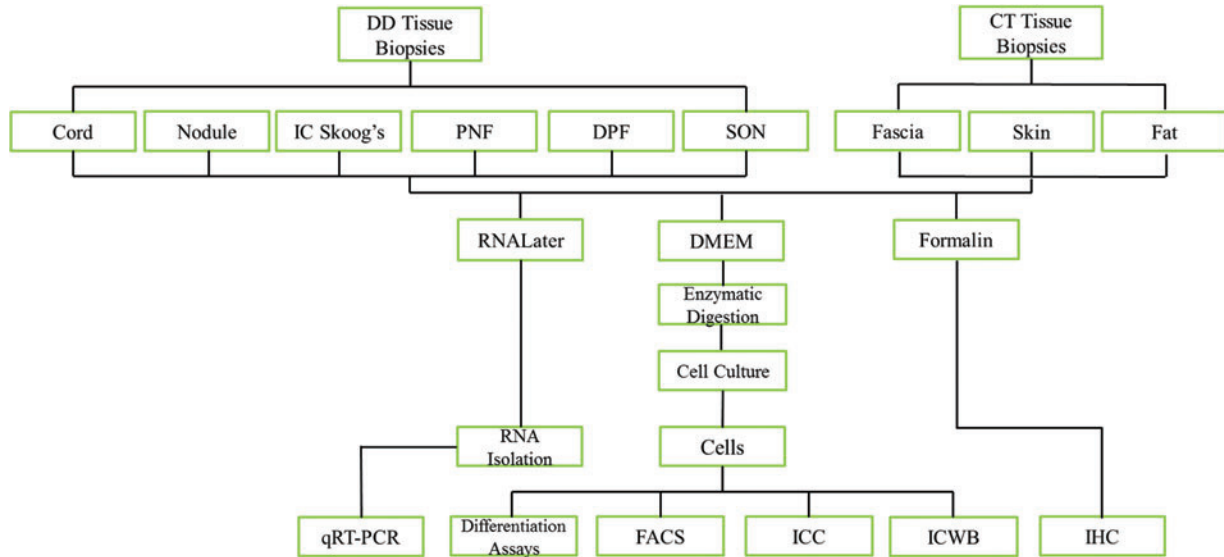 DD Tissue
Biopsies
CT Tissue
Biopsies
Cord
Nodule
IC Skoog's
PNF
DPF
SON
Fascia
Skin
Fat
RNALater
DMEM
Formalin
Enzymatic
Digestion
Cell Culture
RNA
Isolation
Cells
qRT-PCR
Differentiation
Assays
FACS
ICC
ICWB
IHC